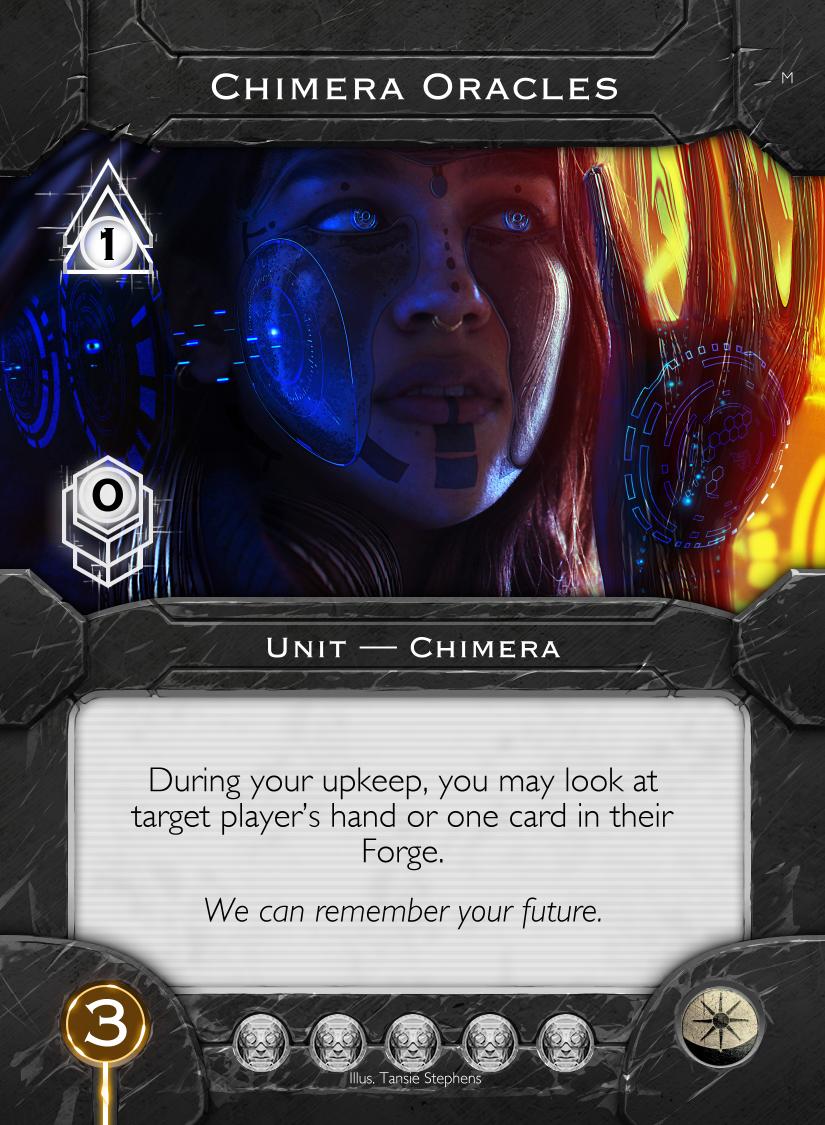 Chimera Oracles
M
1
0
Unit — Chimera
During your upkeep, you may look at
target player’s hand or one card in their
Forge.
We can remember your future.
3
Illus. Tansie Stephens